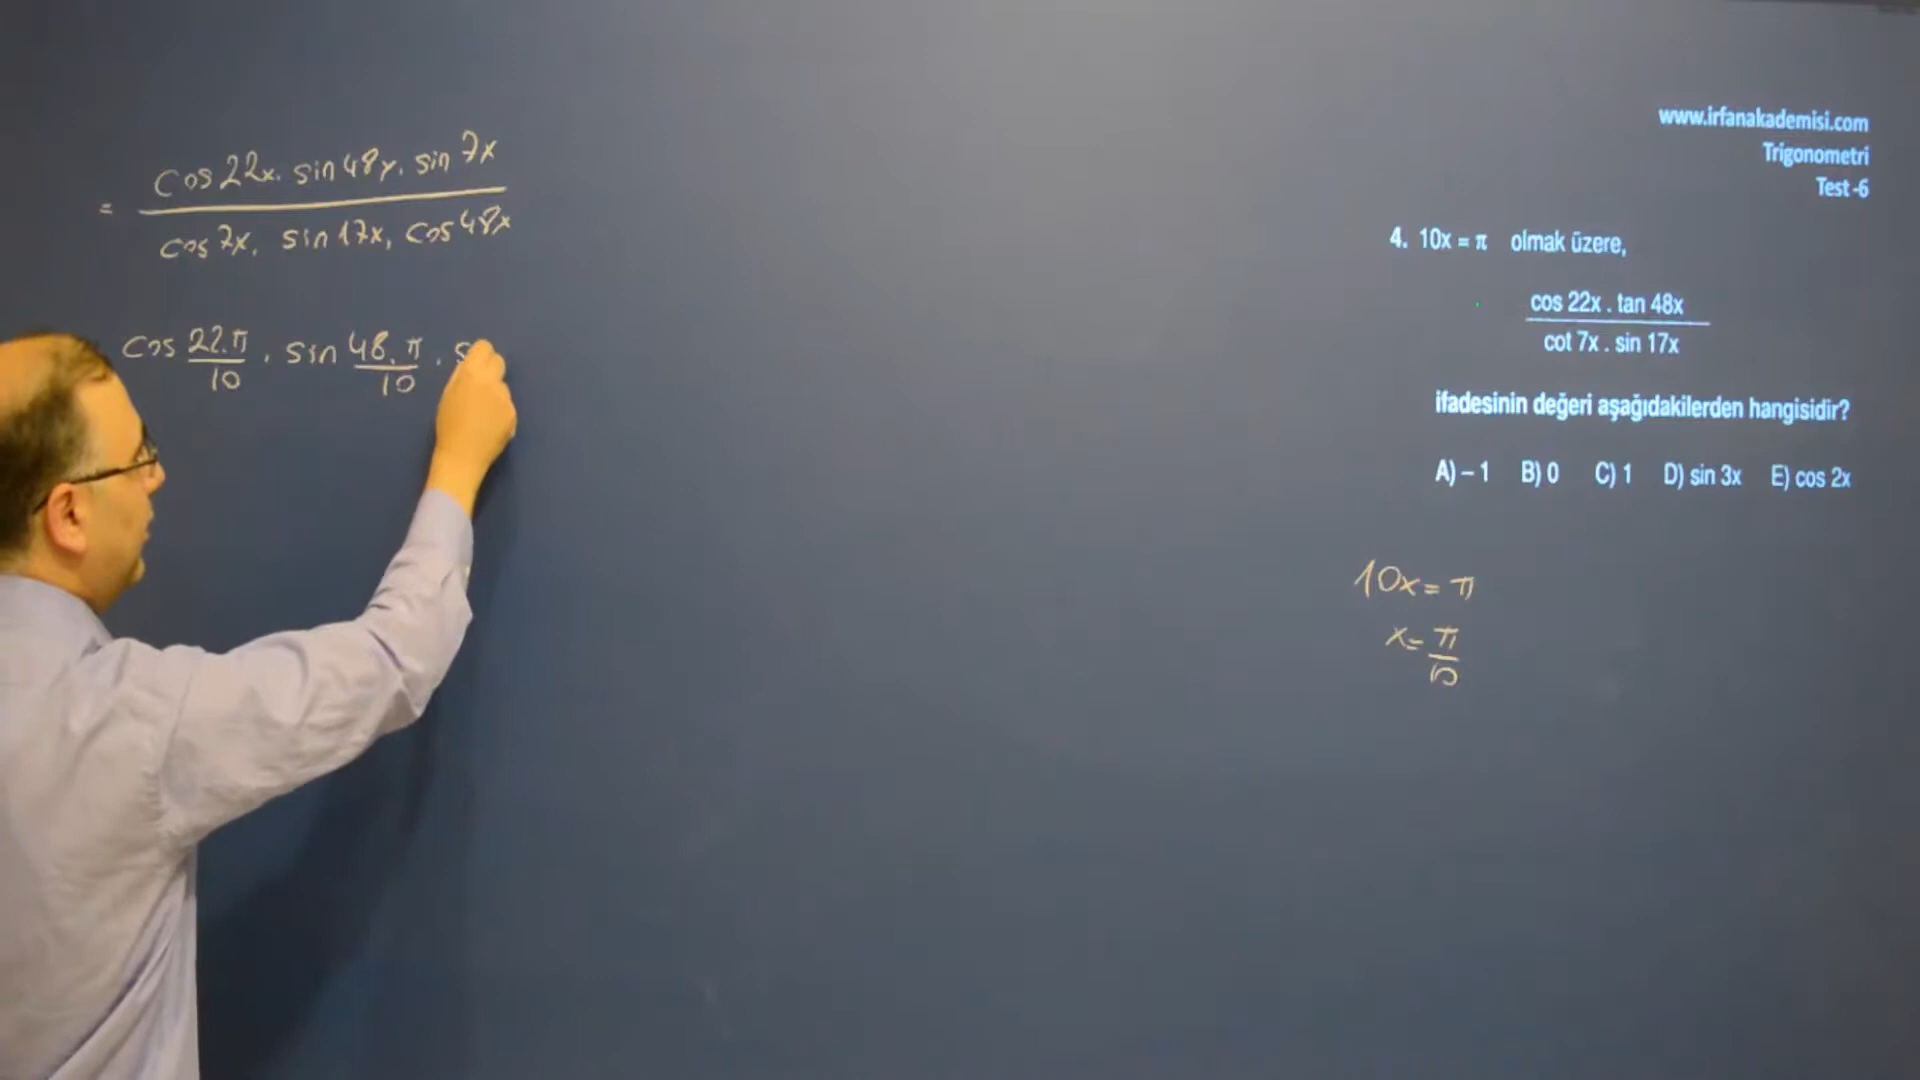 = cos 22x . sin 48x . sin 7x
cos 7x . sin 17x . cos 48x
cos 22.π/10 . sin 48.π/10 . s
www.irfanakademisi.com
Trigonometri
Test -6
4. 10x = π olmak üzere,
cos 22x . tan 48x
cot 7x . sin 17x
ifadesinin değeri aşağıdakilerden hangisidir?
A) – 1 B) 0 C) 1 D) sin 3x E) cos 2x
10x = π
x = π/10